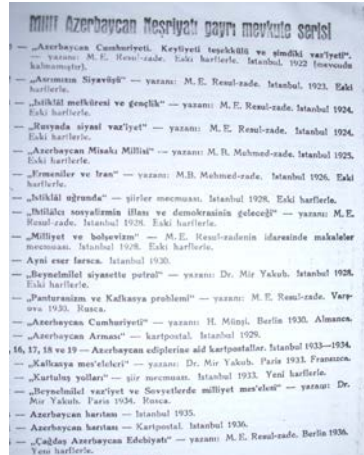 Millî Azerbaycan Neşriyatı gayrı mevkute serisi
— „Azerbaycan Cumhuriyeti. Keyfiyeti teşekkülü ve şimdiki vaz'iyeti".
— yazanı: M. E. Resul-zade. Eski harflerle. İstanbul. 1922 (mevcudu
kalmamıştır).
— „Asrımızın Siyavüşü" — yazanı: M. E. Resul-zade. İstanbul. 1923. Eski
harflerle.
— „İstiklâl mefkûresi ve gençlik" — yazanı: M. E. Resul-zade. İstanbul 1924.
Eski harflerle.
— „Rusyada siyasî vaz'iyet" — yazanı: M. E. Resul-zade. İstanbul 1924.
Eski harflerle.
— „Azerbaycan Misakı Millîsi" — yazanı: M. B. Mehmed-zade. İstanbul 1925.
Eski harflerle.
— „Ermeniler ve İran" — yazanı: M.B. Mehmed-zade. İstanbul 1926. Eski
harflerle.
— „İstiklâl uğrunda" — şiirler mecmuası. İstanbul 1928. Eski harflerle.
— „İhtilâlcı sosyalizmin iflâsı ve demokrasinin geleceği" — yazanı: M. E.
Resul-zade. İstanbul 1928. Eski harflerle.
— „Milliyet ve bolşevizm" — M. E. Resul-zadenin idaresinde makaleler
mecmuası. İstanbul 1928. Eski harflerle.
— Ayni eser farsca. İstanbul 1930.
— „Beynelmilel siyasette petrol" — yazanı: Dr. Mir Yakub. İstanbul 1928.
Eski harflerle.
— „Panturanizm ve Kafkasya problemi" — yazanı: M. E. Resul-zade. Varşova 1930. Rusca.
— „Azerbaycan Cumhuriyeti" — yazanı: H. Münşi. Berlin 1930. Almanca.
— „Azerbaycan Arması" — kartpostal. İstanbul 1929.
16, 17, 18 ve 19 — Azerbaycan ediplerine aid kartpostallar. İstanbul 1933—1934.
— „Kafkasya mes'eleleri" — yazanı: Dr. Mir Yakub. Paris 1933. Fransızca.
— „Kurtuluş yolları" — şiir mecmuası. İstanbul 1933. Yeni harflerle.
— „Beynelmilel vaz'iyet ve Sovyetlerde milliyet mes'elesi" — yazanı: Dr.
Mir Yakub. Paris 1934. Rusca.
— Azerbaycan haritası — İstanbul 1935.
— Azerbaycan haritası — Kartpostal. İstanbul 1936.
— „Çağdaş Azerbaycan Edebiyatı" — yazanı: M. E. Resul-zade. Berlin 1936.
Yeni harflerle.